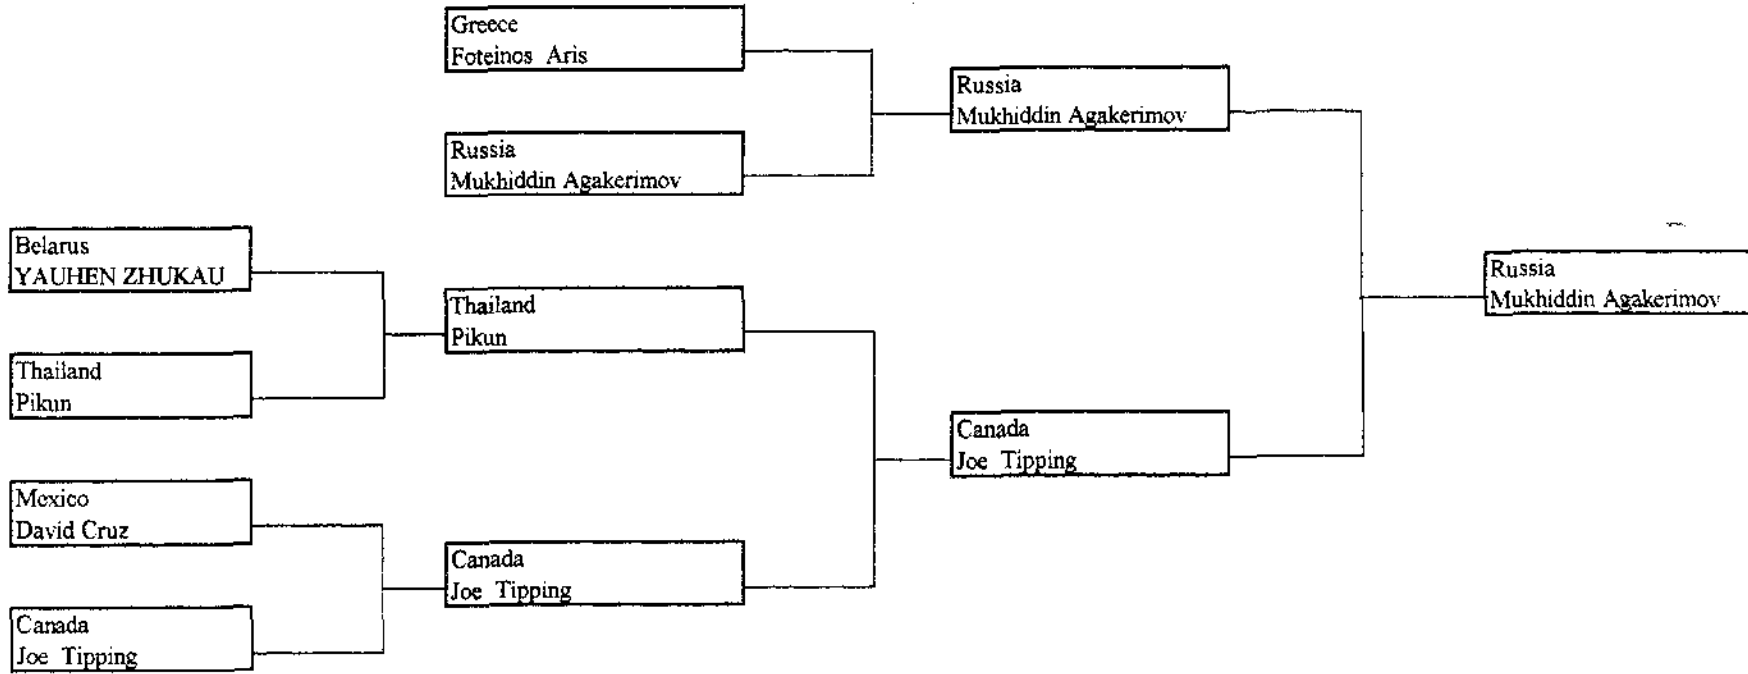 Greece
Foteinos Aris
Russia
Mukhiddin Agakerimov
Russia
Mukhiddin Agakerimov
Belarus
YAUHEN ZHUKAU
Thailand
Pikun
Thailand
Pikun
Russia
Mukhiddin Agakerimov
Canada
Joe Tipping
Mexico
David Cruz
Canada
Joe Tipping
Canada
Joe Tipping